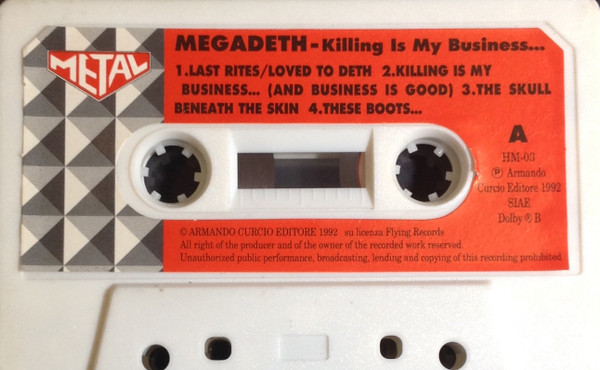 METAL
MEGADETH - Killing Is My Business...
1.LAST RITES/LOVED TO DETH 2.KILLING IS MY
BUSINESS... (AND BUSINESS IS GOOD) 3.THE SKULL
BENEATH THE SKIN 4.THESE BOOTS...
A
HM-03
Ⓟ Armando
Curcio Editore 1992
SIAE
Dolby ® B
© ARMANDO CURCIO EDITORE 1992 su licenza Flying Records
All right of the producer and of the owner of the recorded work reserved.
Unauthorized public performance, broadcasting, lending and copying of this recording prohibited